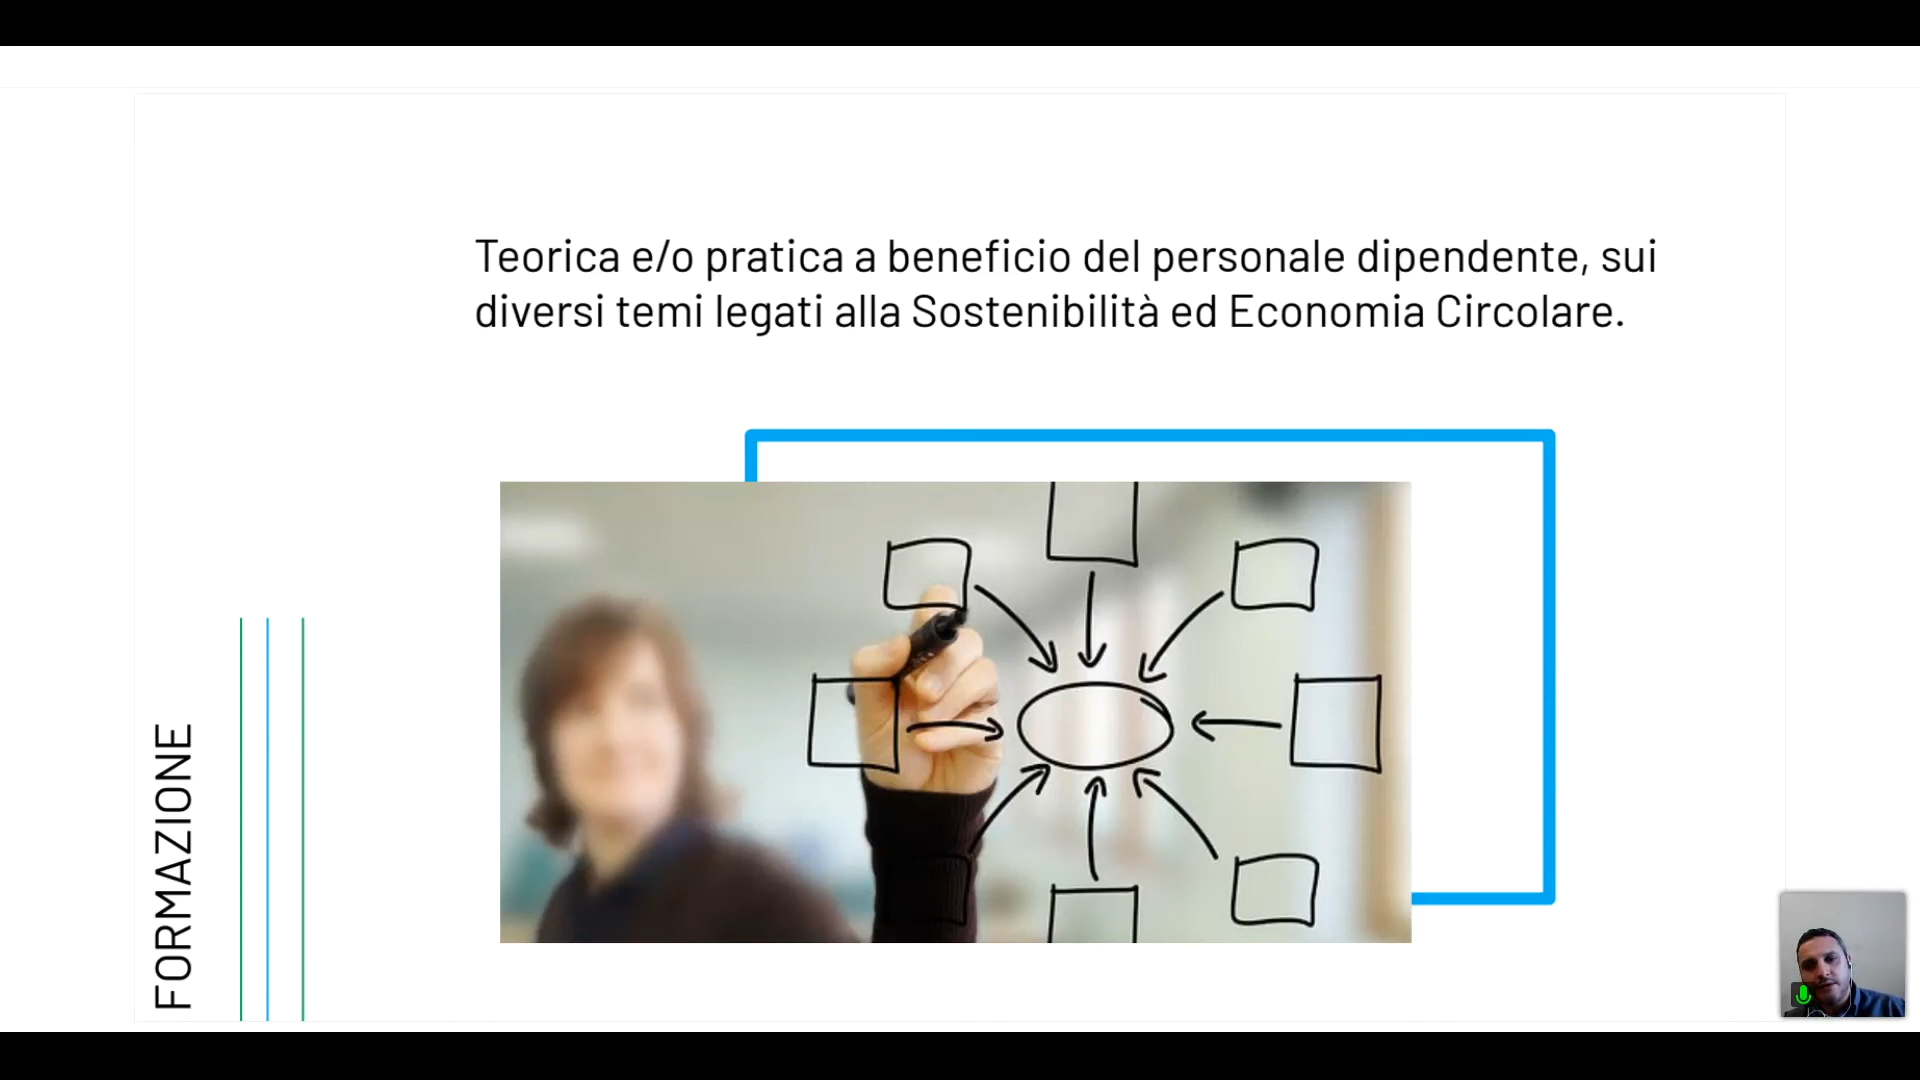 Teorica e/o pratica a beneficio del personale dipendente, sui
diversi temi legati alla Sostenibilità ed Economia Circolare.
FORMAZIONE